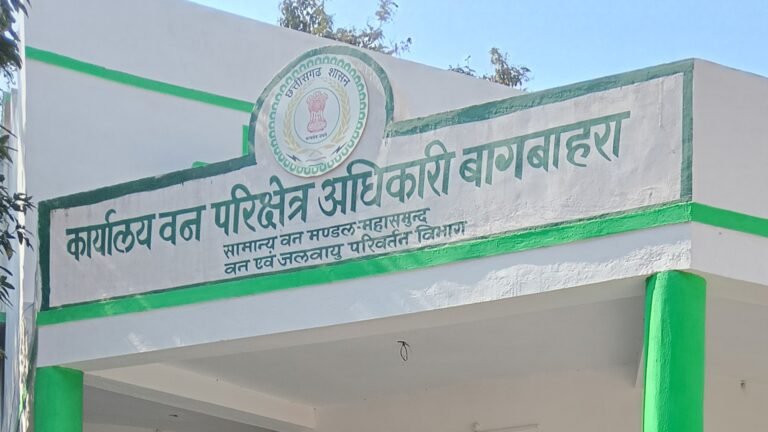 छत्तीसगढ़ शासन
कार्यालय वन परिक्षेत्र अधिकारी बागबाहरा
सामान्य वन मण्डल-महासमुन्द
वन एवं जलवायु परिवर्तन विभाग